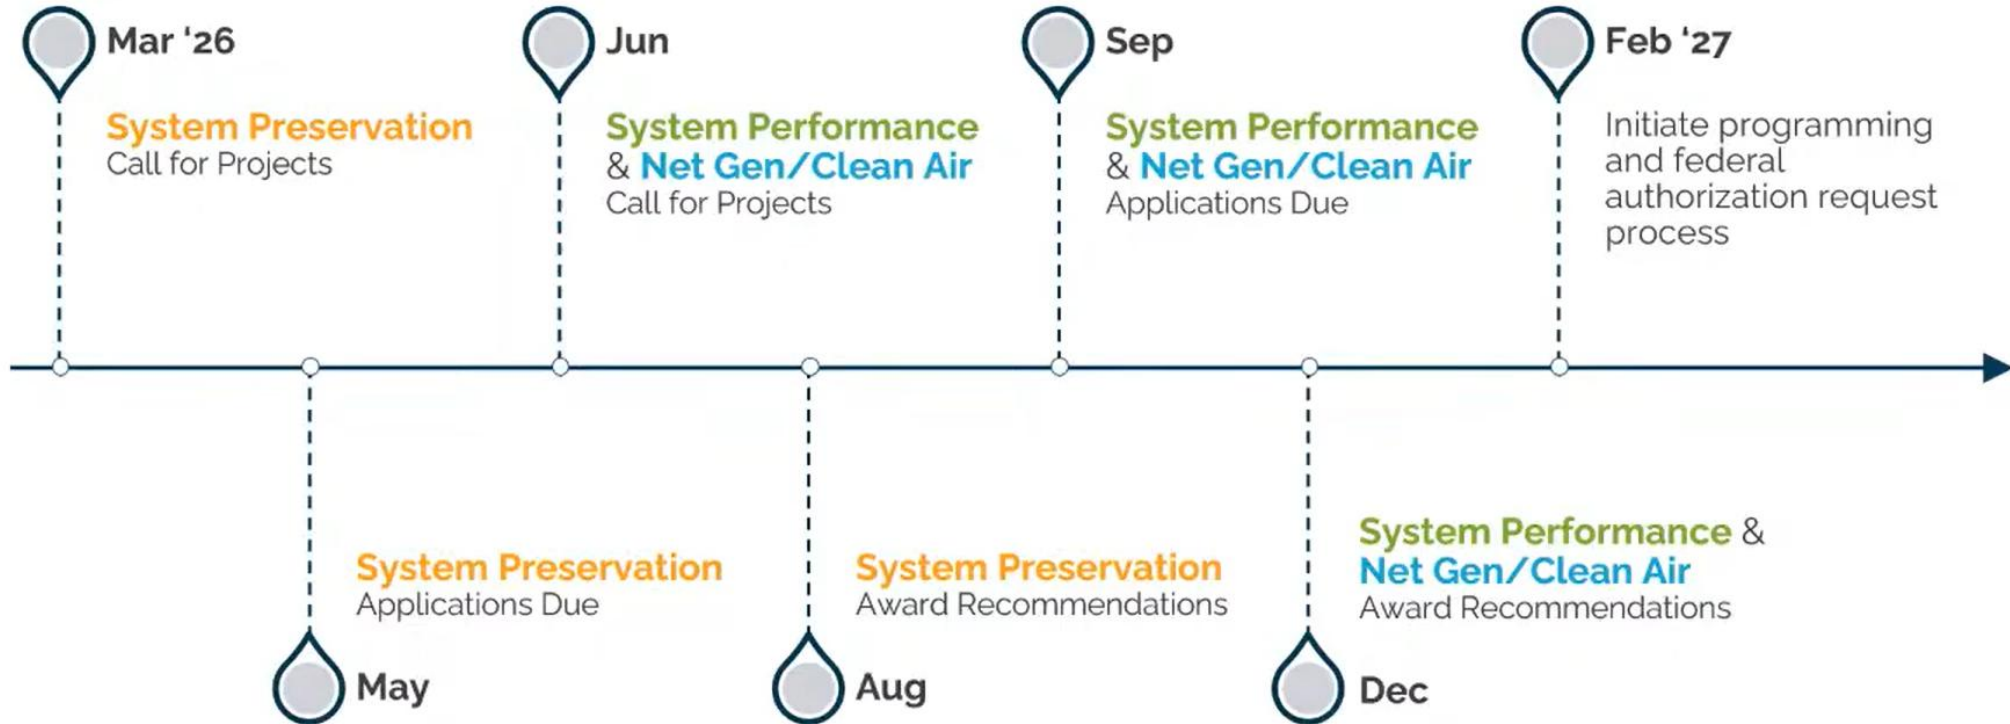 Mar ‘26
System Preservation
Call for Projects
Jun
System Performance
& Net Gen/Clean Air
Call for Projects
Sep
System Performance
& Net Gen/Clean Air
Applications Due
Feb ‘27
Initiate programming
and federal
authorization request
process
System Preservation
Applications Due
May
System Preservation
Award Recommendations
Aug
System Performance &
Net Gen/Clean Air
Award Recommendations
Dec